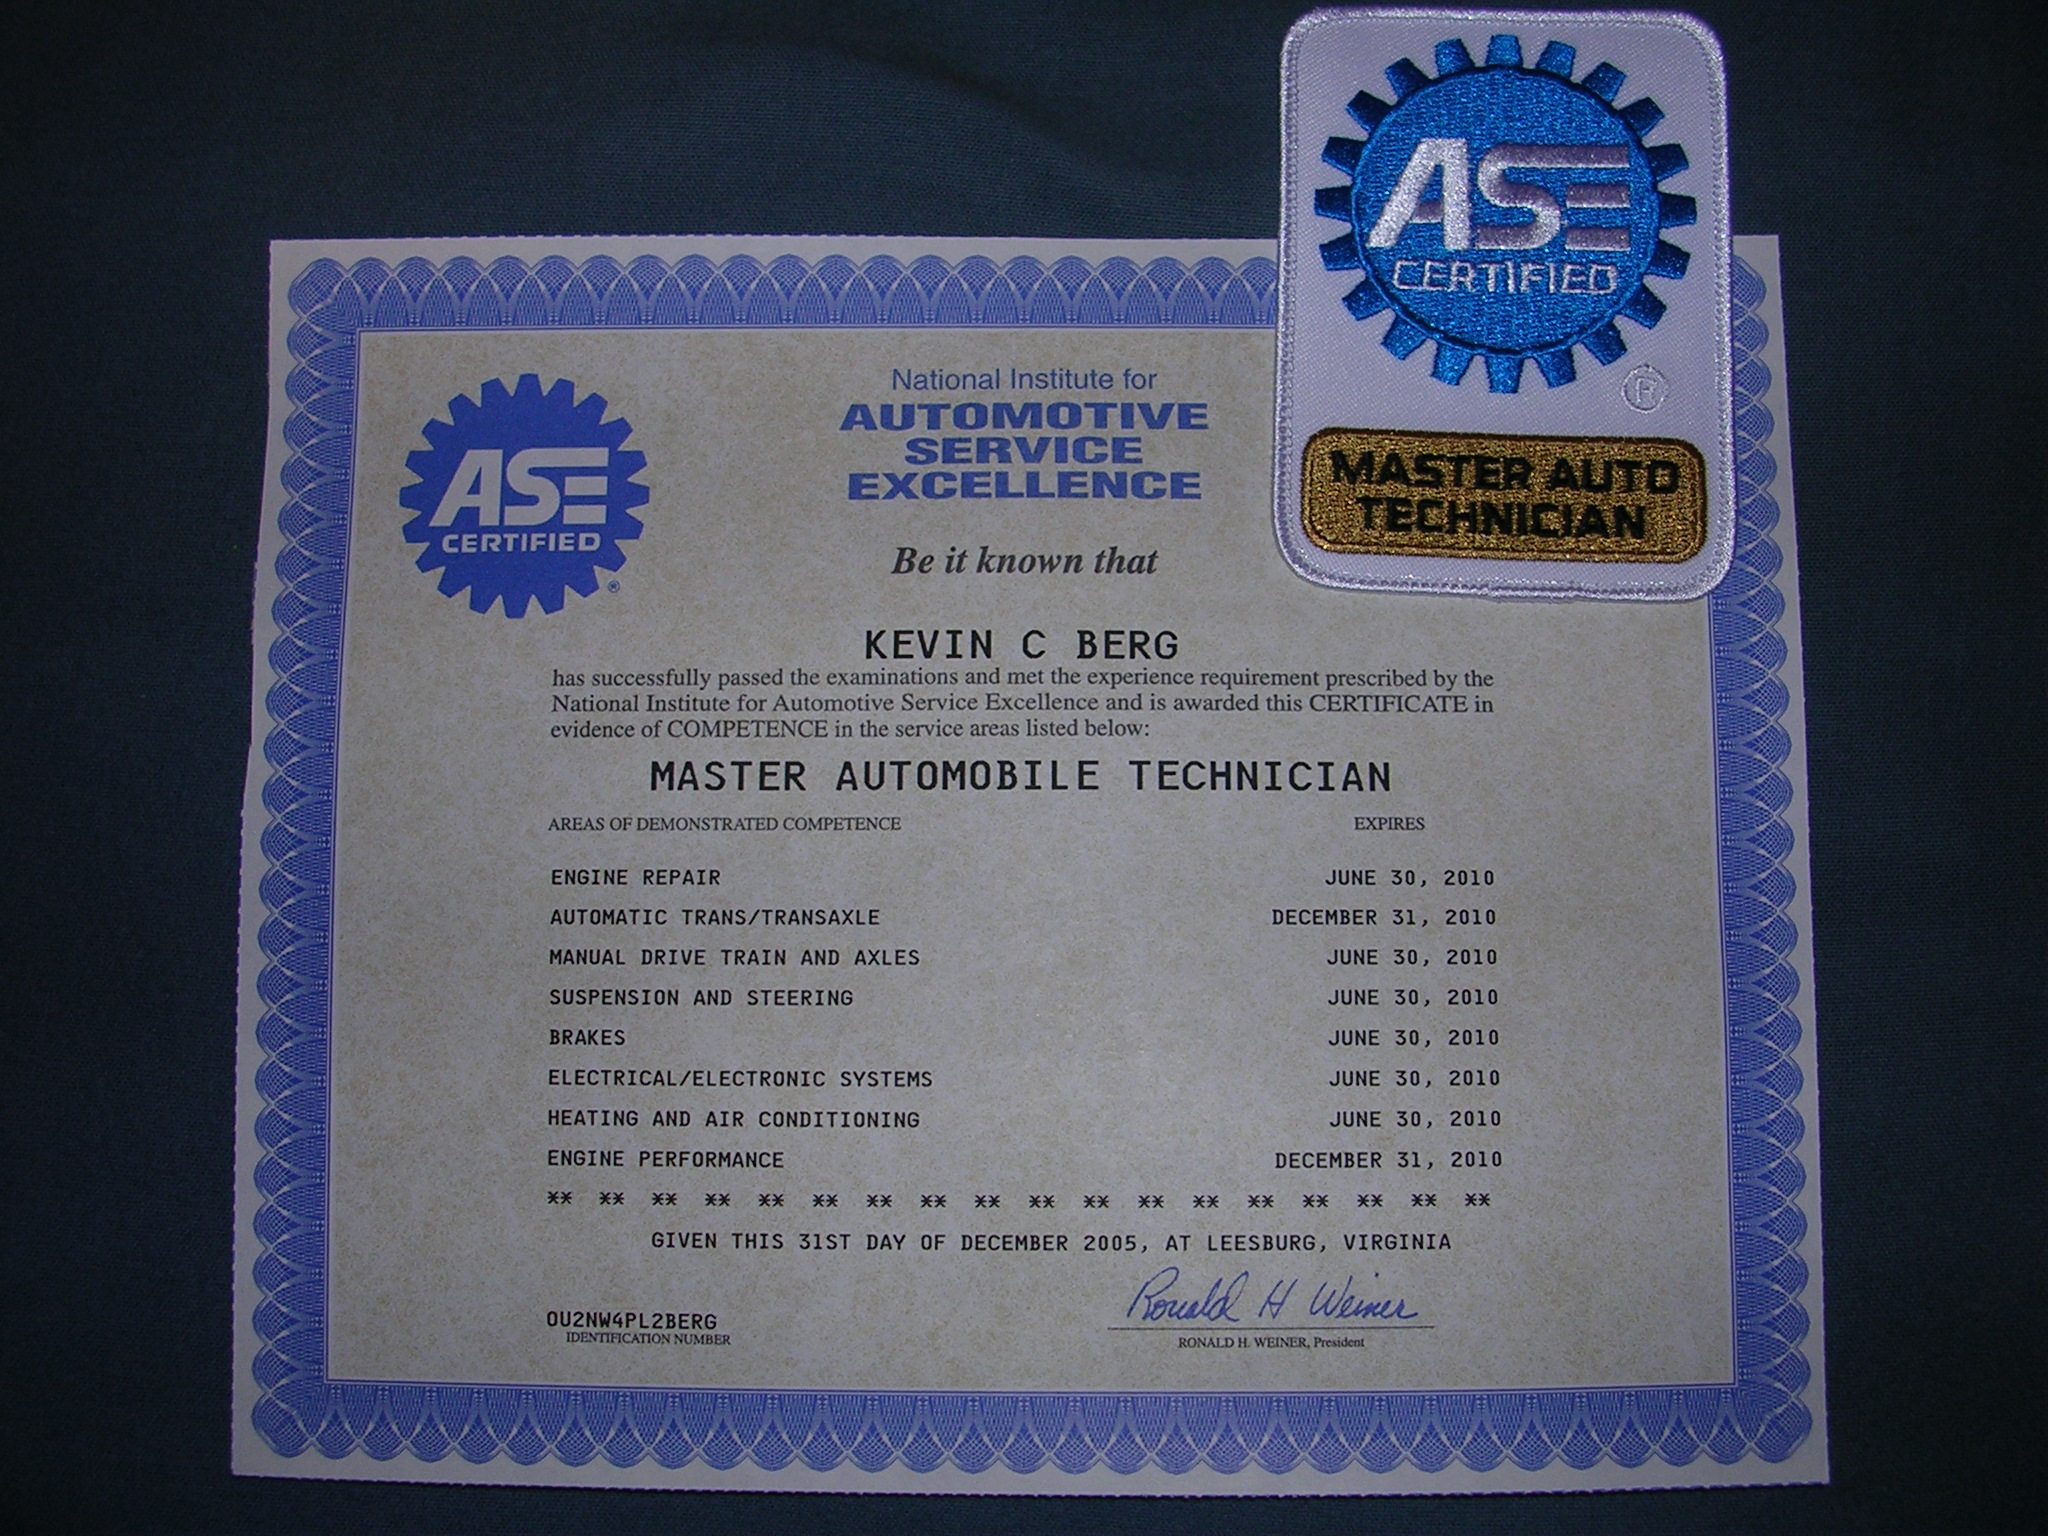 ASE
CERTIFIED
®
MASTER AUTO
TECHNICIAN
ASE
CERTIFIED
®
National Institute for
AUTOMOTIVE
SERVICE
EXCELLENCE
Be it known that
KEVIN C BERG
has successfully passed the examinations and met the experience requirement prescribed by the
National Institute for Automotive Service Excellence and is awarded this CERTIFICATE in
evidence of COMPETENCE in the service areas listed below:
MASTER AUTOMOBILE TECHNICIAN
AREAS OF DEMONSTRATED COMPETENCE EXPIRES
ENGINE REPAIR JUNE 30, 2010
AUTOMATIC TRANS/TRANSAXLE DECEMBER 31, 2010
MANUAL DRIVE TRAIN AND AXLES JUNE 30, 2010
SUSPENSION AND STEERING JUNE 30, 2010
BRAKES JUNE 30, 2010
ELECTRICAL/ELECTRONIC SYSTEMS JUNE 30, 2010
HEATING AND AIR CONDITIONING JUNE 30, 2010
ENGINE PERFORMANCE DECEMBER 31, 2010
** ** ** ** ** ** ** ** ** ** ** ** ** ** ** ** ** **
GIVEN THIS 31ST DAY OF DECEMBER 2005, AT LEESBURG, VIRGINIA
Ronald H Weiner
OU2NW4PL2BERG
IDENTIFICATION NUMBER
RONALD H. WEINER, President